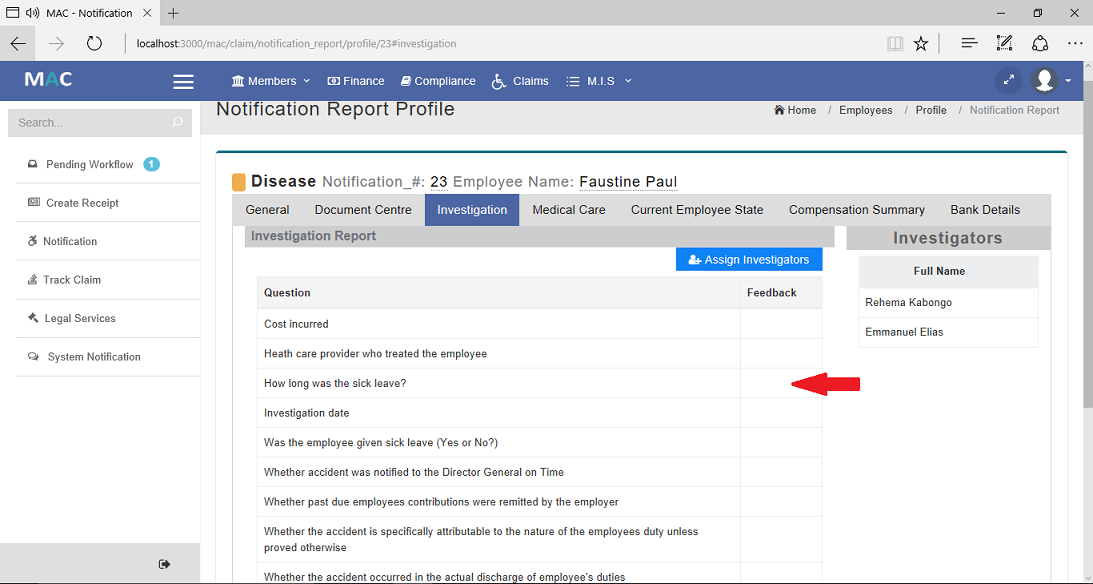 MAC - Notification
localhost:3000/mac/claim/notification_report/profile/23#investigation
MAC
Members
Finance
Compliance
Claims
M.I.S
Search...
Pending Workflow 1
Create Receipt
Notification
Track Claim
Legal Services
System Notification
Notification Report Profile
Home / Employees / Profile / Notification Report
Disease Notification_#: 23 Employee Name: Faustine Paul
General Document Centre Investigation Medical Care Current Employee State Compensation Summary Bank Details
Investigation Report
Assign Investigators
Question Feedback
Cost incurred
Heath care provider who treated the employee
How long was the sick leave?
Investigation date
Was the employee given sick leave (Yes or No?)
Whether accident was notified to the Director General on Time
Whether past due employees contributions were remitted by the employer
Whether the accident is specifically attributable to the nature of the employees duty unless
proved otherwise
Whether the accident occurred in the actual discharge of employee's duties
Investigators
Full Name
Rehema Kabongo
Emmanuel Elias